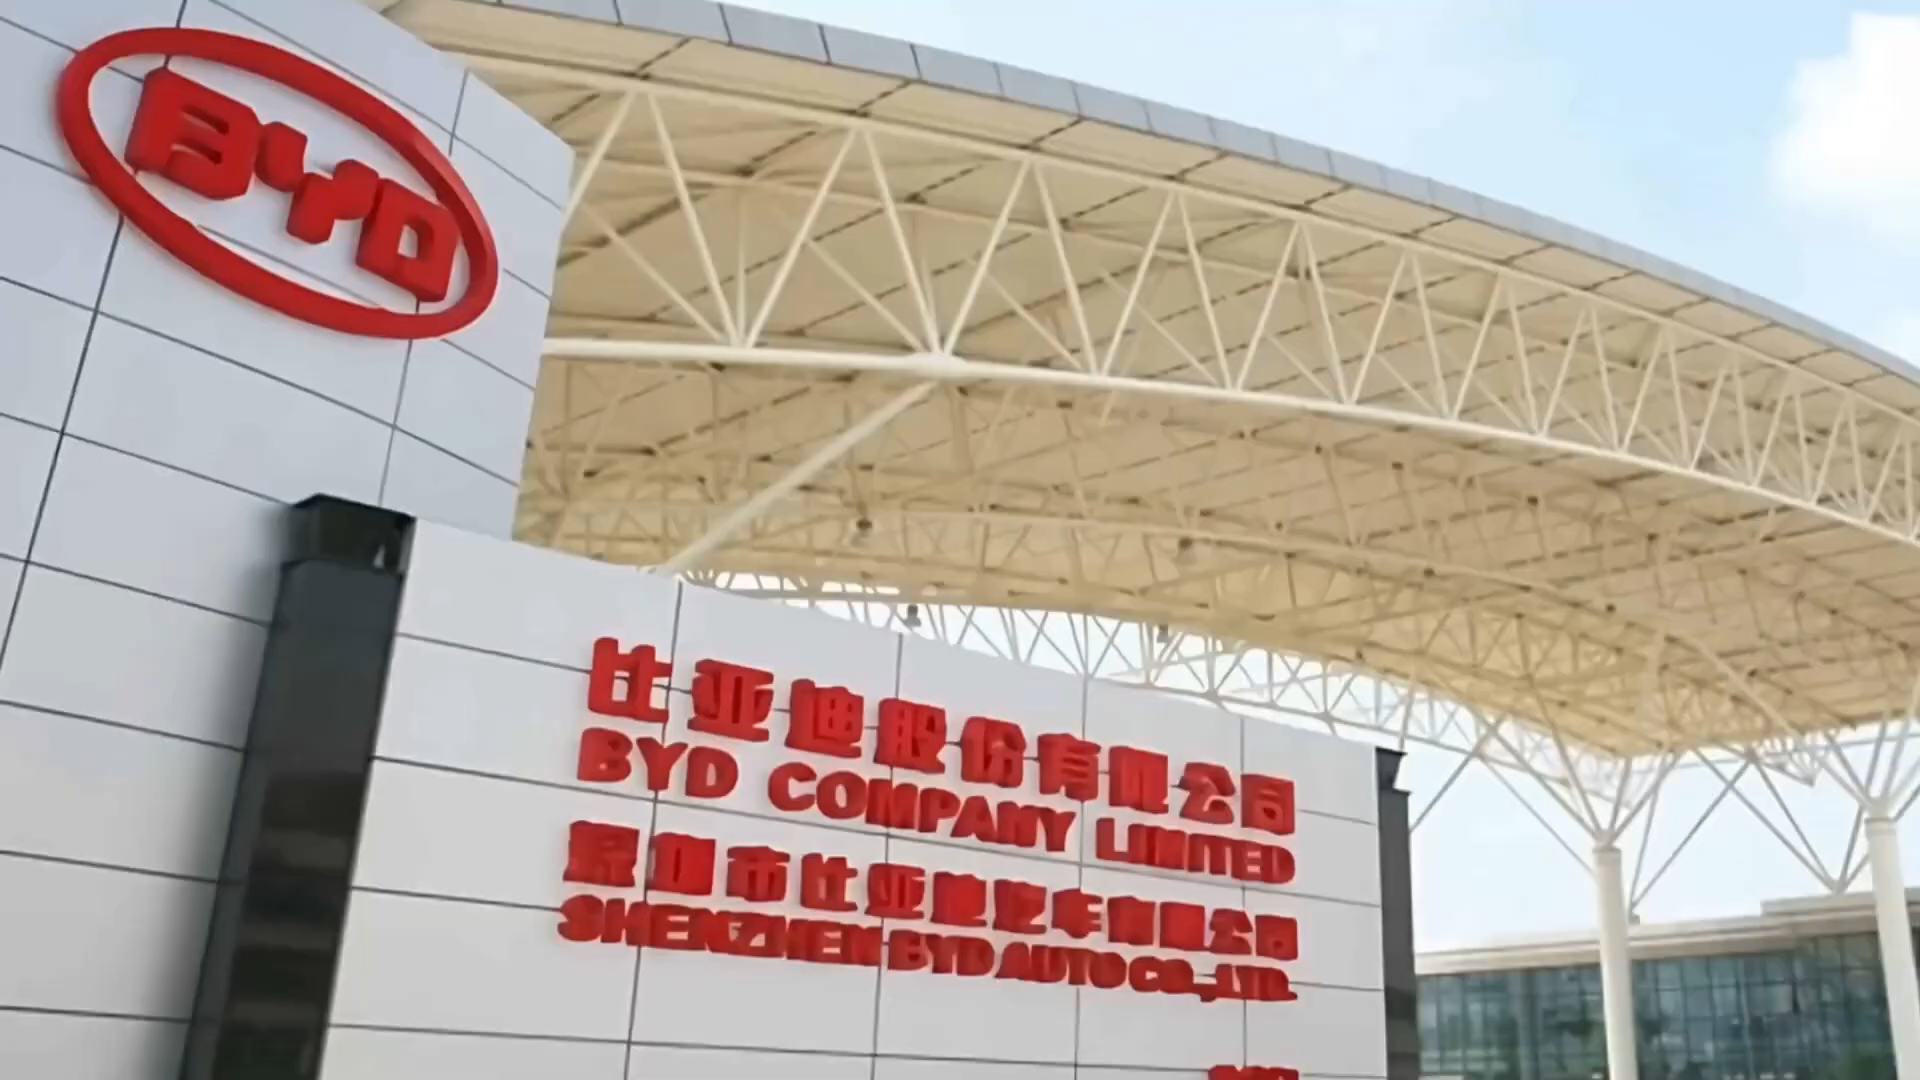 BYD
比亚迪股份有限公司
BYD COMPANY LIMITED
深圳市比亚迪汽车有限公司
SHENZHEN BYD AUTO CO.,LTD.